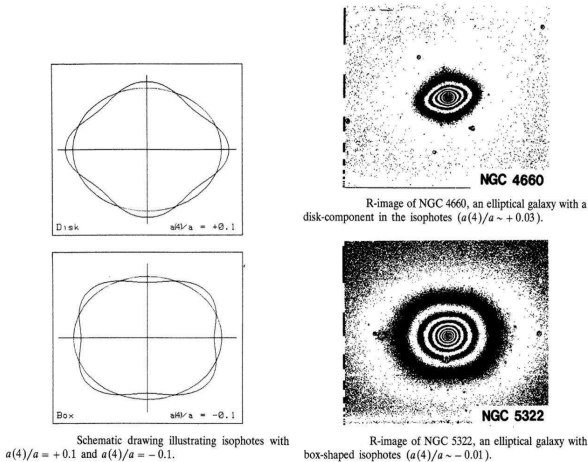 Disk a(4)/a = +0.1
Box a(4)/a = -0.1
Schematic drawing illustrating isophotes with
a(4)/a = + 0.1 and a(4)/a = − 0.1.
NGC 4660
R-image of NGC 4660, an elliptical galaxy with a
disk-component in the isophotes (a(4)/a ~ + 0.03).
NGC 5322
R-image of NGC 5322, an elliptical galaxy with
box-shaped isophotes (a(4)/a ~ − 0.01).